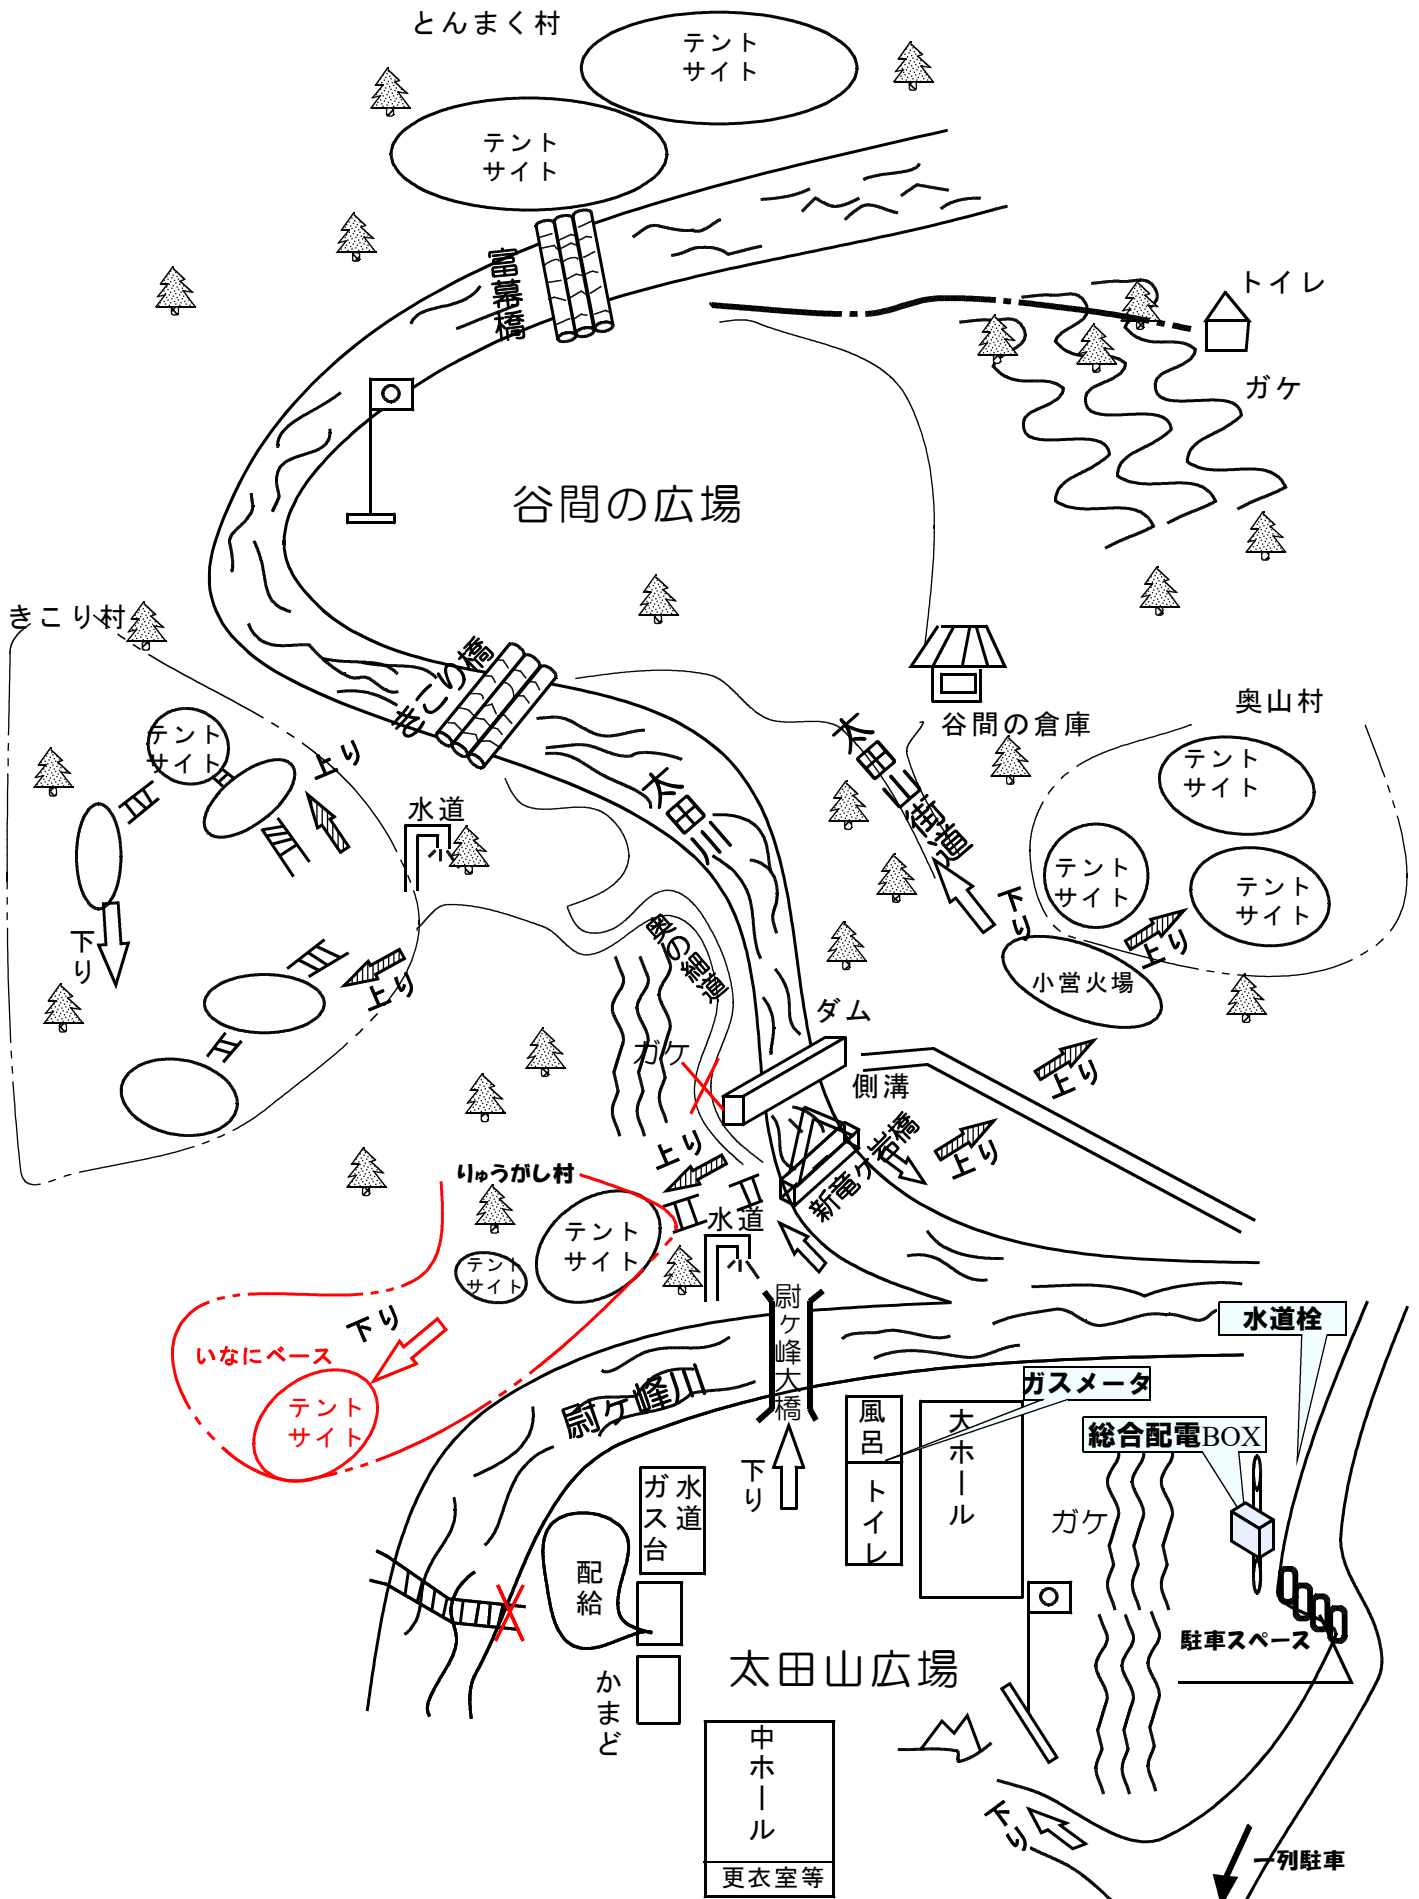 とんまく村
テント
サイト
テント
サイト
富幕橋
トイレ
ガケ
谷間の広場
きこり村
きこり橋
谷間の倉庫
奥山村
テント
サイト
上り
太田川
太田山街道
テント
サイト
水道
テント
サイト
テント
サイト
下り
下り
奥の細道
上り
上り
小営火場
ダム
ガケ
側溝
上り
上り
新竜ケ岩橋
上り
りゅうがし村
水道
テント
サイト
テント
サイト
下り
いなにベース
テント
サイト
尉ヶ峰大橋
尉ヶ峰川
水道栓
ガスメータ
総合配電BOX
風呂
トイレ
大ホール
下り
水道
ガス台
ガケ
配給
かまど
太田山広場
駐車スペース
中ホール
更衣室等
下り
一列駐車